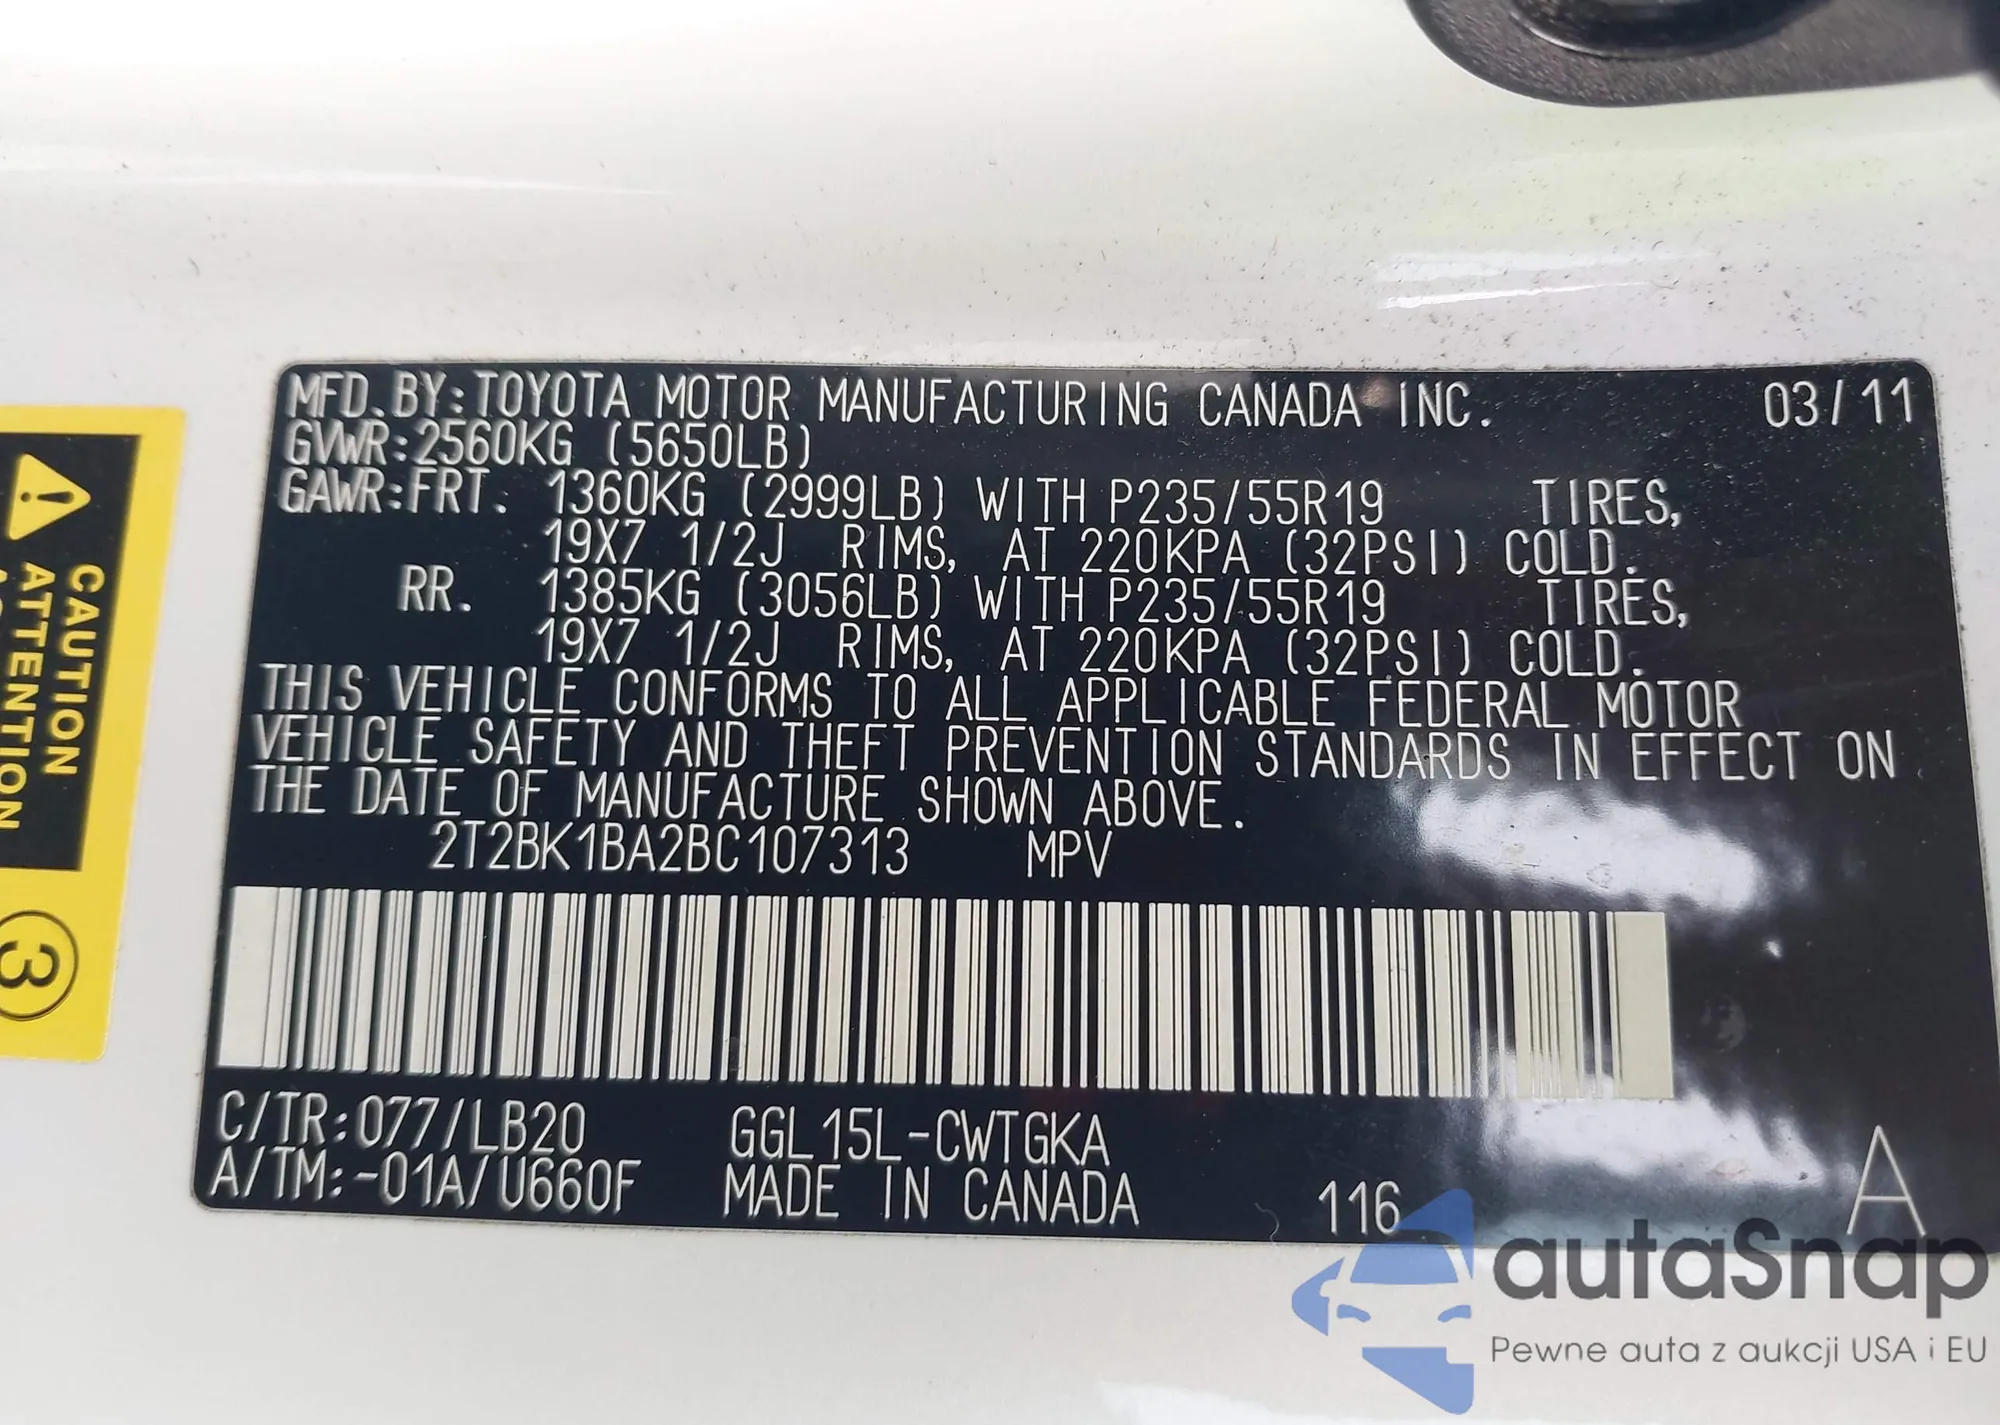 MFD. BY: TOYOTA MOTOR MANUFACTURING CANADA INC. 03/11
GVWR: 2560KG (5650LB)
GAWR: FRT. 1360KG (2999LB) WITH P235/55R19 TIRES,
19X7 1/2J RIMS, AT 220KPA (32PSI) COLD.
RR. 1385KG (3056LB) WITH P235/55R19 TIRES,
19X7 1/2J RIMS, AT 220KPA (32PSI) COLD.
THIS VEHICLE CONFORMS TO ALL APPLICABLE FEDERAL MOTOR
VEHICLE SAFETY AND THEFT PREVENTION STANDARDS IN EFFECT ON
THE DATE OF MANUFACTURE SHOWN ABOVE.
2T2BK1BA2BC107313 MPV
C/TR: 077/LB20 GGL15L-CWTGKA
A/TM: -01A/U660F MADE IN CANADA 116 A
CAUTION
ATTENTION
3
autaSnap
Pewne auta z aukcji USA i EU